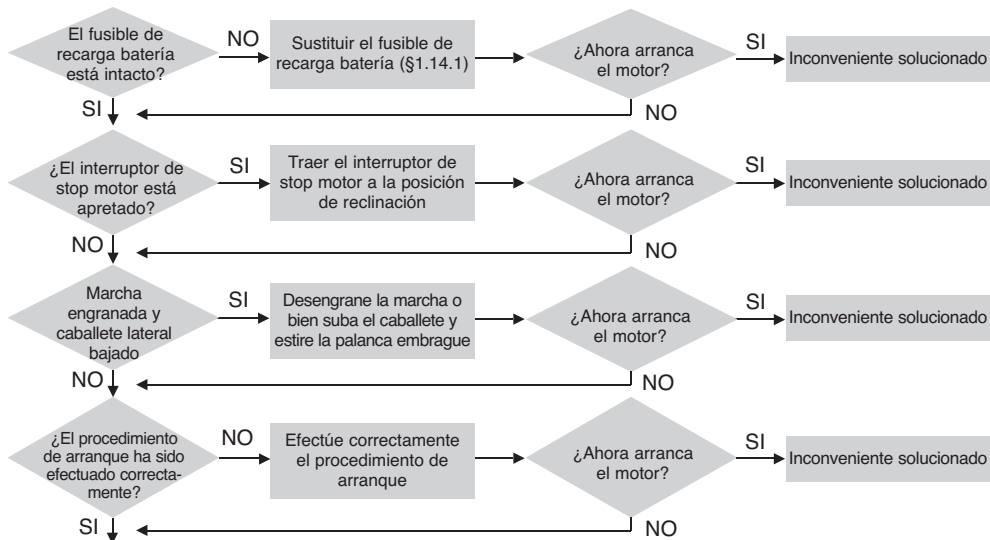 El fusible de
recarga batería
está intacto?
NO
Sustituir el fusible de
recarga batería (§1.14.1)
¿Ahora arranca
el motor?
SI
Inconveniente solucionado
SI
NO
¿El interruptor de
stop motor está
apretado?
SI
Traer el interruptor de
stop motor a la posición
de reclinación
¿Ahora arranca
el motor?
SI
Inconveniente solucionado
NO
NO
Marcha
engranada y
caballete lateral
bajado
SI
Desengrane la marcha o
bien suba el caballete y
estire la palanca embrague
¿Ahora arranca
el motor?
SI
Inconveniente solucionado
NO
NO
¿El procedimiento
de arranque ha sido
efectuado correcta-
mente?
NO
Efectúe correctamente
el procedimiento de
arranque
¿Ahora arranca
el motor?
SI
Inconveniente solucionado
SI
NO